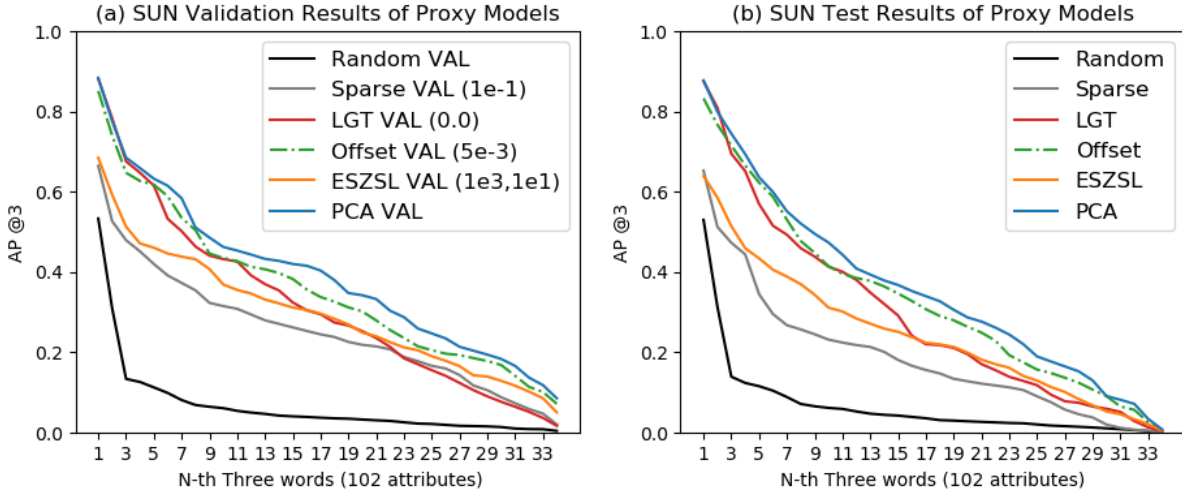 (a) SUN Validation Results of Proxy Models
1.0
0.8
0.6
0.4
0.2
0.0
AP @3
Random VAL
Sparse VAL (1e-1)
LGT VAL (0.0)
Offset VAL (5e-3)
ESZSL VAL (1e3,1e1)
PCA VAL
1 3 5 7 9 11 13 15 17 19 21 23 25 27 29 31 33
N-th Three words (102 attributes)
(b) SUN Test Results of Proxy Models
1.0
0.8
0.6
0.4
0.2
0.0
AP @3
Random
Sparse
LGT
Offset
ESZSL
PCA
1 3 5 7 9 11 13 15 17 19 21 23 25 27 29 31 33
N-th Three words (102 attributes)